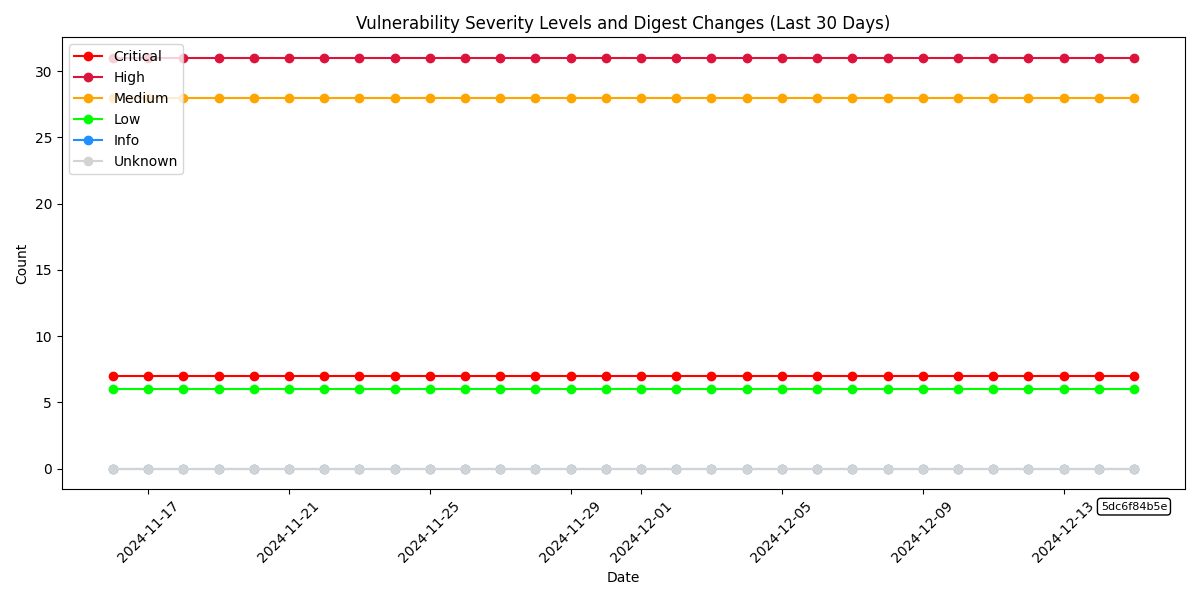 Vulnerability Severity Levels and Digest Changes (Last 30 Days)
Critical
High
Medium
Low
Info
Unknown
30
25
20
15
10
5
0
Count
2024-11-17
2024-11-21
2024-11-25
2024-11-29
2024-12-01
2024-12-05
2024-12-09
2024-12-13
5dc6f84b5e
Date